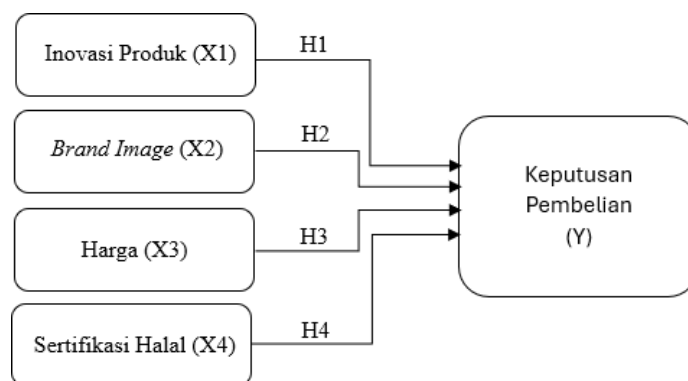 Inovasi Produk (X1)
H1
Brand Image (X2)
H2
Harga (X3)
H3
Sertifikasi Halal (X4)
H4
Keputusan
Pembelian
(Y)